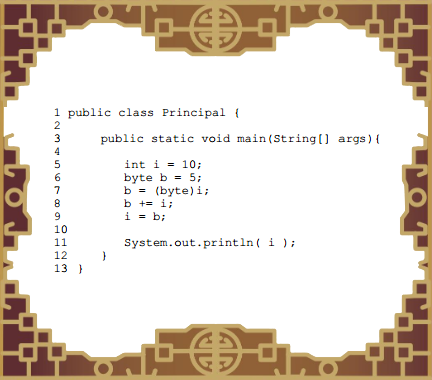 1 public class Principal {
2
3 public static void main(String[] args){
4
5 int i = 10;
6 byte b = 5;
7 b = (byte)i;
8 b += i;
9 i = b;
10
11 System.out.println( i );
12 }
13 }